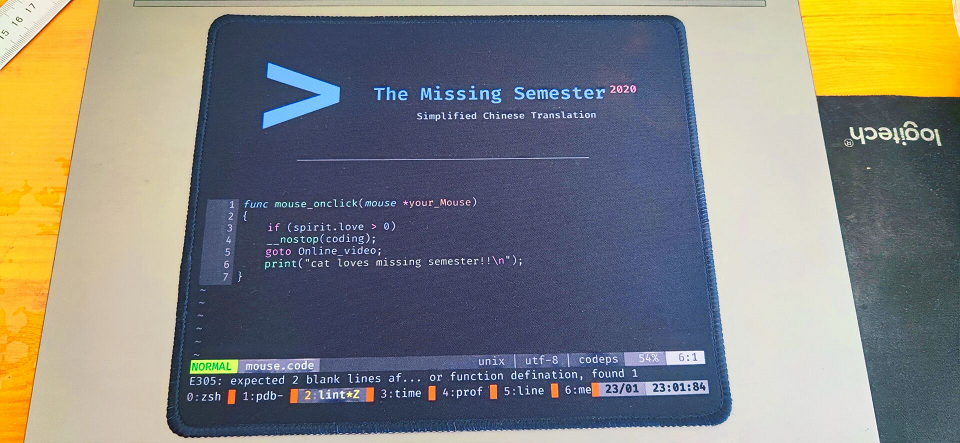 15 16 17
The Missing Semester 2020
Simplified Chinese Translation
logitech®
1 func mouse_onclick(mouse *your_Mouse)
2 {
3 if (spirit.love > 0)
4 __nostop(coding);
5 goto Online_video;
6 print("cat loves missing semester!!\n");
7 }
~
~
~
~
~
~
NORMAL mouse.code unix | utf-8 | codeps 54% 6:1
E305: expected 2 blank lines af... or function defination, found 1
0:zsh 1:pdb- 2:lint*Z 3:time 4:prof 5:line 6:me 23/01 23:01:84